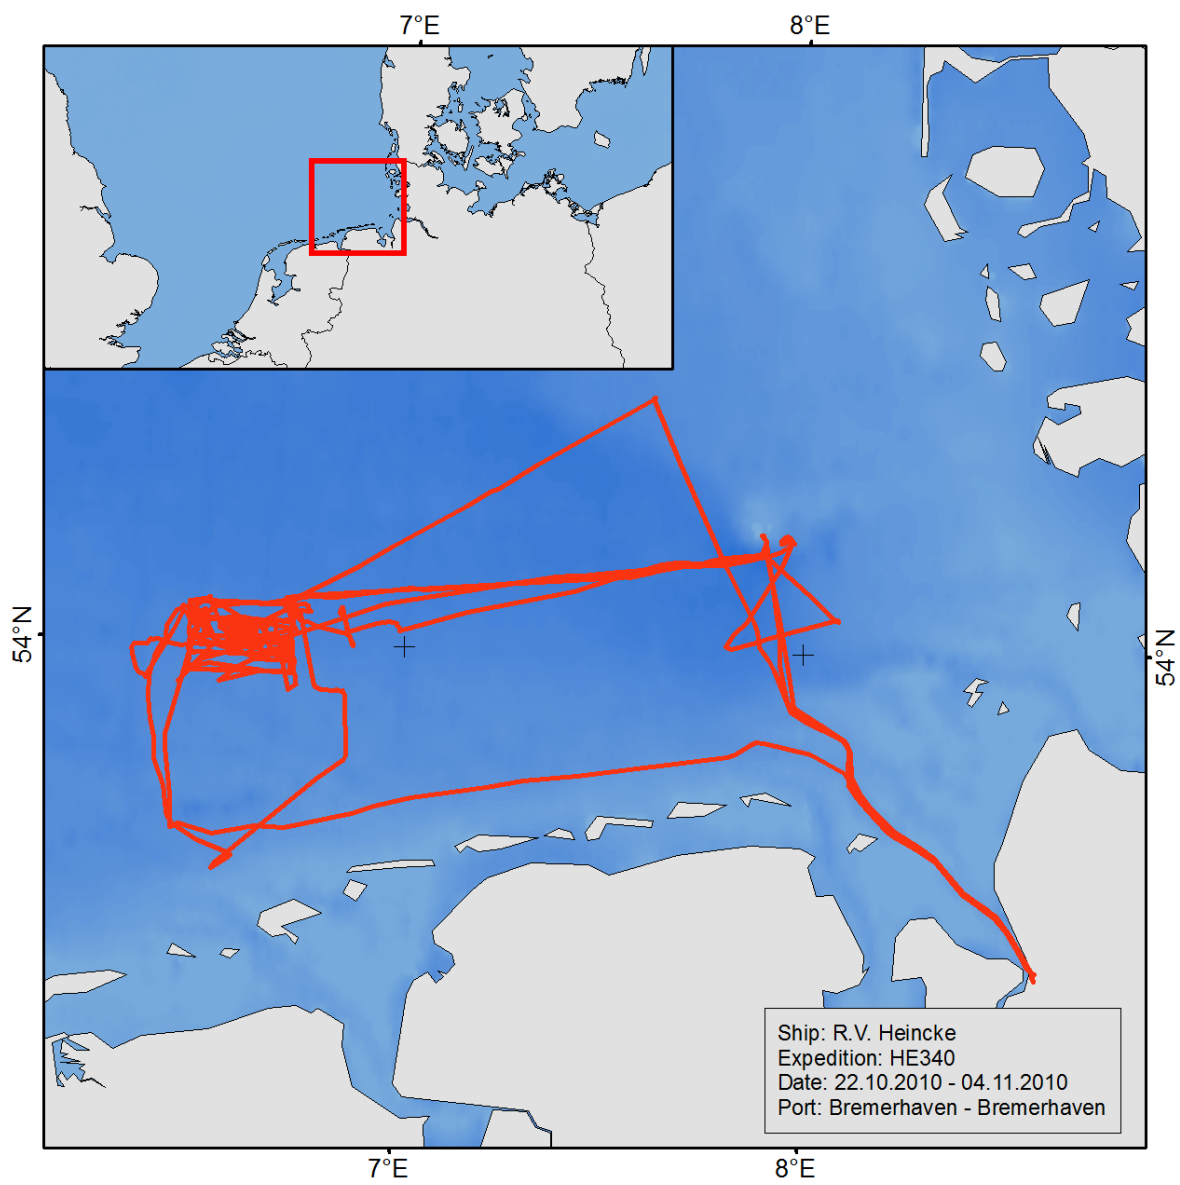 7°E 8°E
54°N
54°N
Ship: R.V. Heincke
Expedition: HE340
Date: 22.10.2010 - 04.11.2010
Port: Bremerhaven - Bremerhaven
7°E 8°E